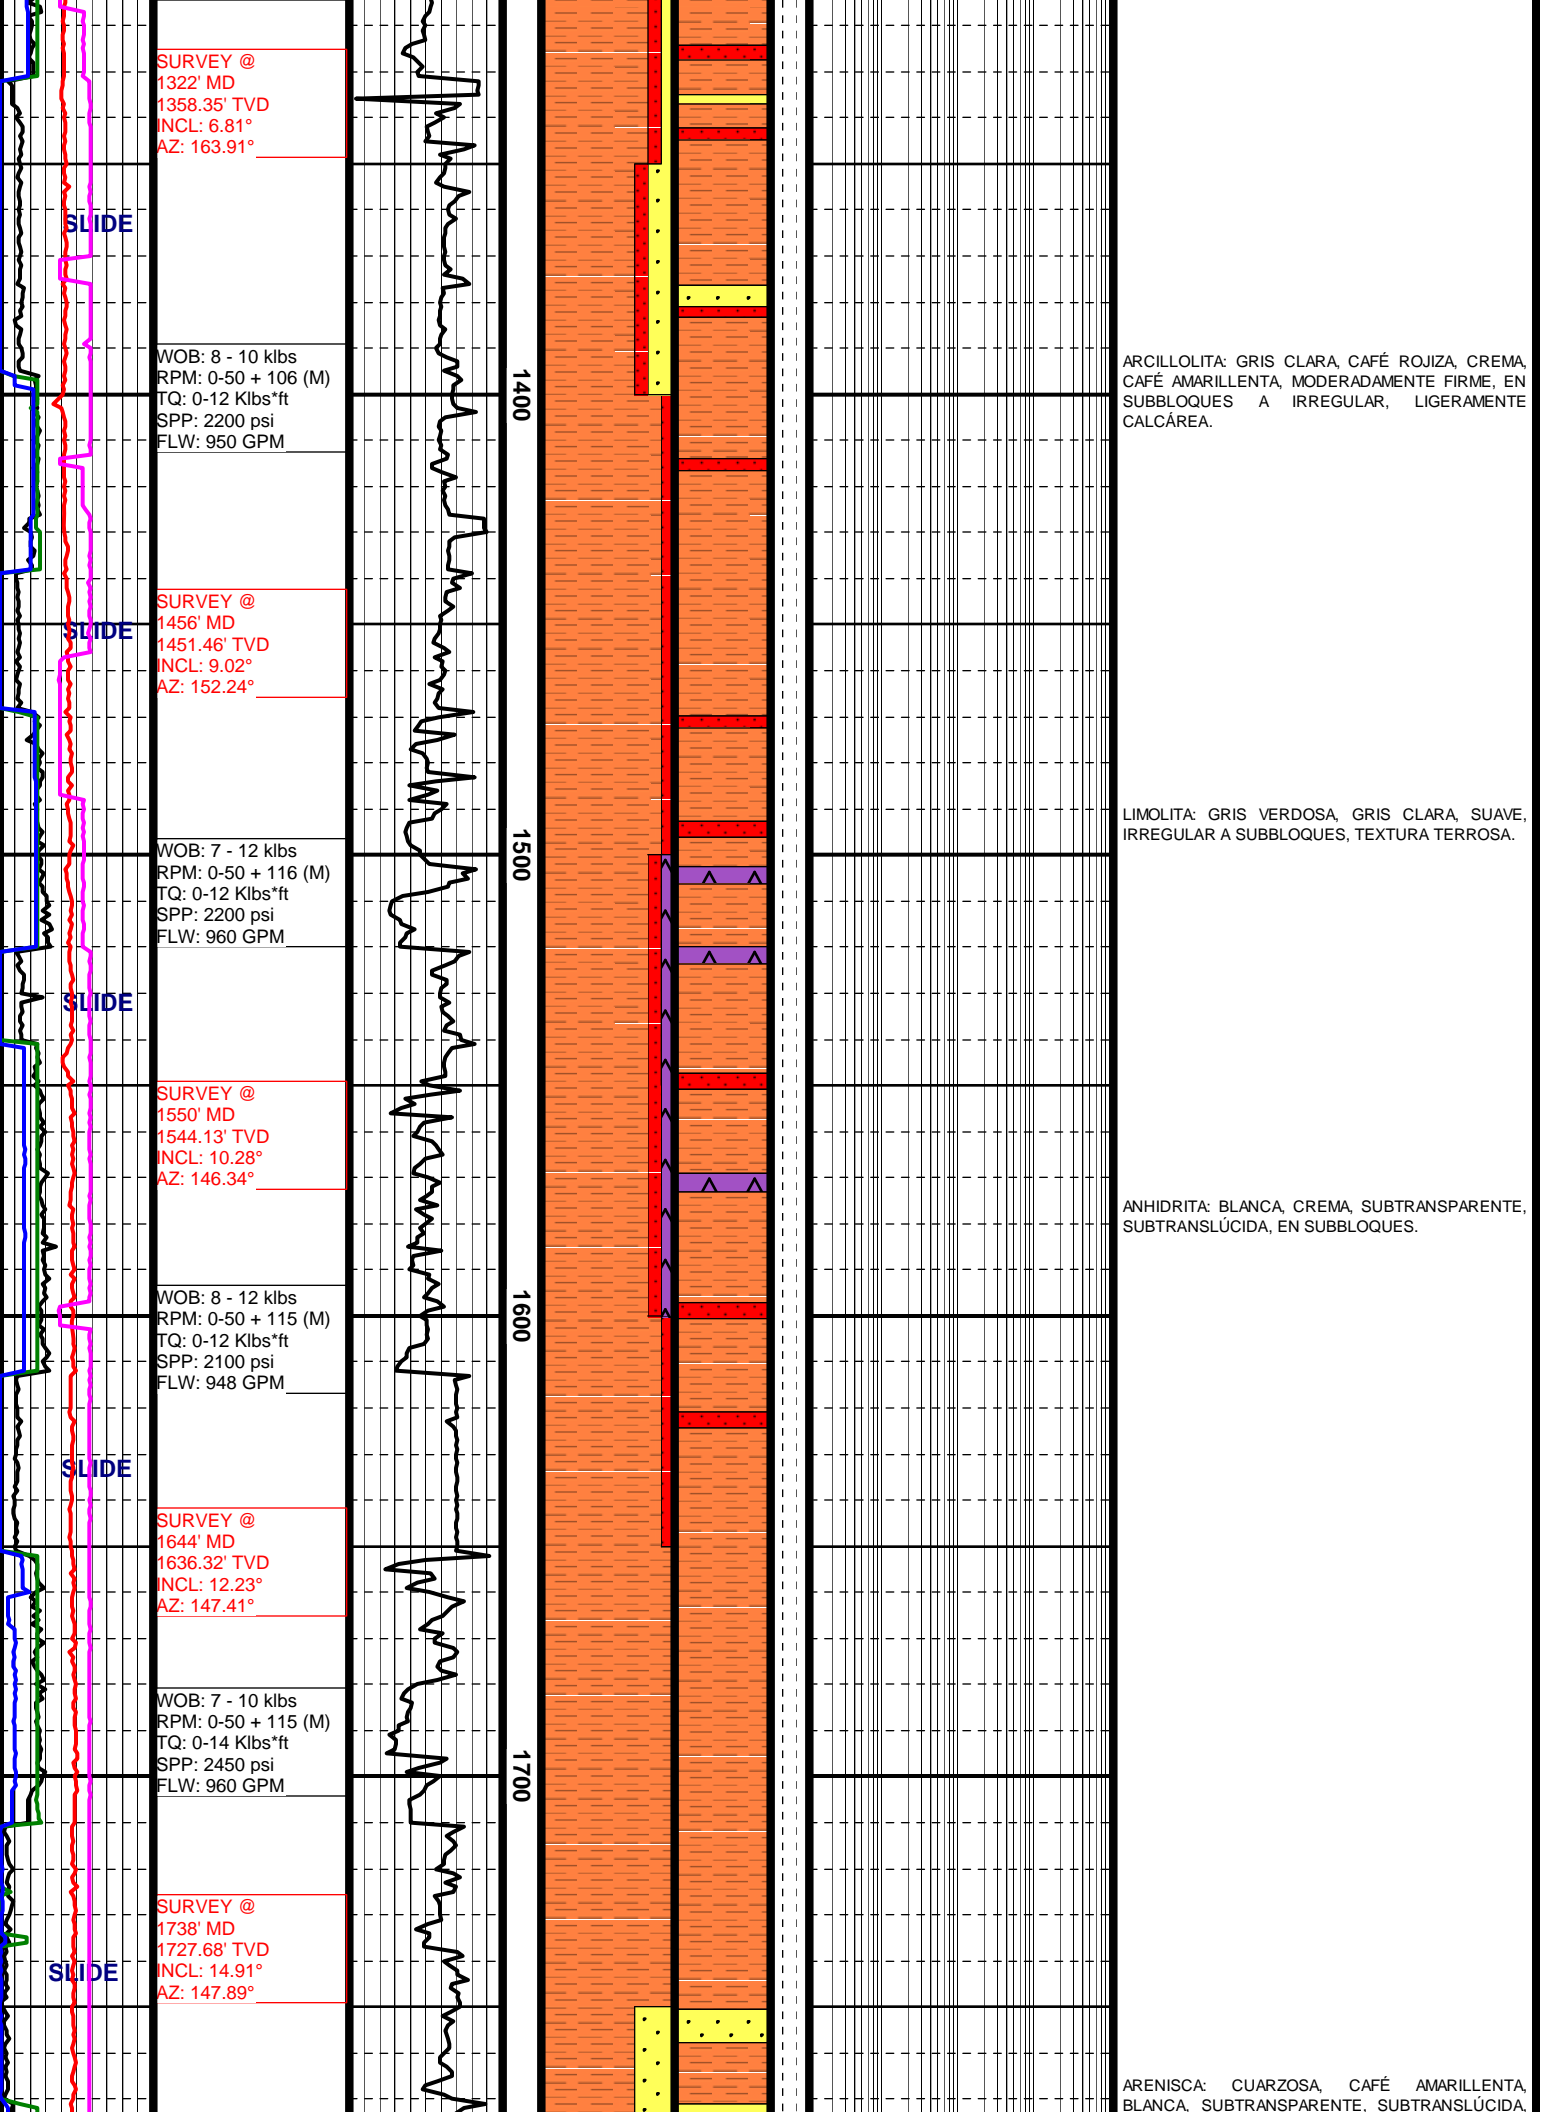 SURVEY @
1322' MD
1358.35' TVD
INCL: 6.81°
AZ: 163.91°
SLIDE
WOB: 8 - 10 klbs
RPM: 0-50 + 106 (M)
TQ: 0-12 Klbs*ft
SPP: 2200 psi
FLW: 950 GPM
1400
ARCILLOLITA: GRIS CLARA, CAFÉ ROJIZA, CREMA,
CAFÉ AMARILLENTA, MODERADAMENTE FIRME, EN
SUBBLOQUES A IRREGULAR, LIGERAMENTE
CALCÁREA.
SURVEY @
1456' MD
1451.46' TVD
INCL: 9.02°
AZ: 152.24°
SLIDE
LIMOLITA: GRIS VERDOSA, GRIS CLARA, SUAVE,
IRREGULAR A SUBBLOQUES, TEXTURA TERROSA.
WOB: 7 - 12 klbs
RPM: 0-50 + 116 (M)
TQ: 0-12 Klbs*ft
SPP: 2200 psi
FLW: 960 GPM
1500
SLIDE
SURVEY @
1550' MD
1544.13' TVD
INCL: 10.28°
AZ: 146.34°
ANHIDRITA: BLANCA, CREMA, SUBTRANSPARENTE,
SUBTRANSLÚCIDA, EN SUBBLOQUES.
WOB: 8 - 12 klbs
RPM: 0-50 + 115 (M)
TQ: 0-12 Klbs*ft
SPP: 2100 psi
FLW: 948 GPM
1600
SLIDE
SURVEY @
1644' MD
1636.32' TVD
INCL: 12.23°
AZ: 147.41°
WOB: 7 - 10 klbs
RPM: 0-50 + 115 (M)
TQ: 0-14 Klbs*ft
SPP: 2450 psi
FLW: 960 GPM
1700
SURVEY @
1738' MD
1727.68' TVD
INCL: 14.91°
AZ: 147.89°
SLIDE
ARENISCA: CUARZOSA, CAFÉ AMARILLENTA,
BLANCA, SUBTRANSPARENTE, SUBTRANSLÚCIDA,